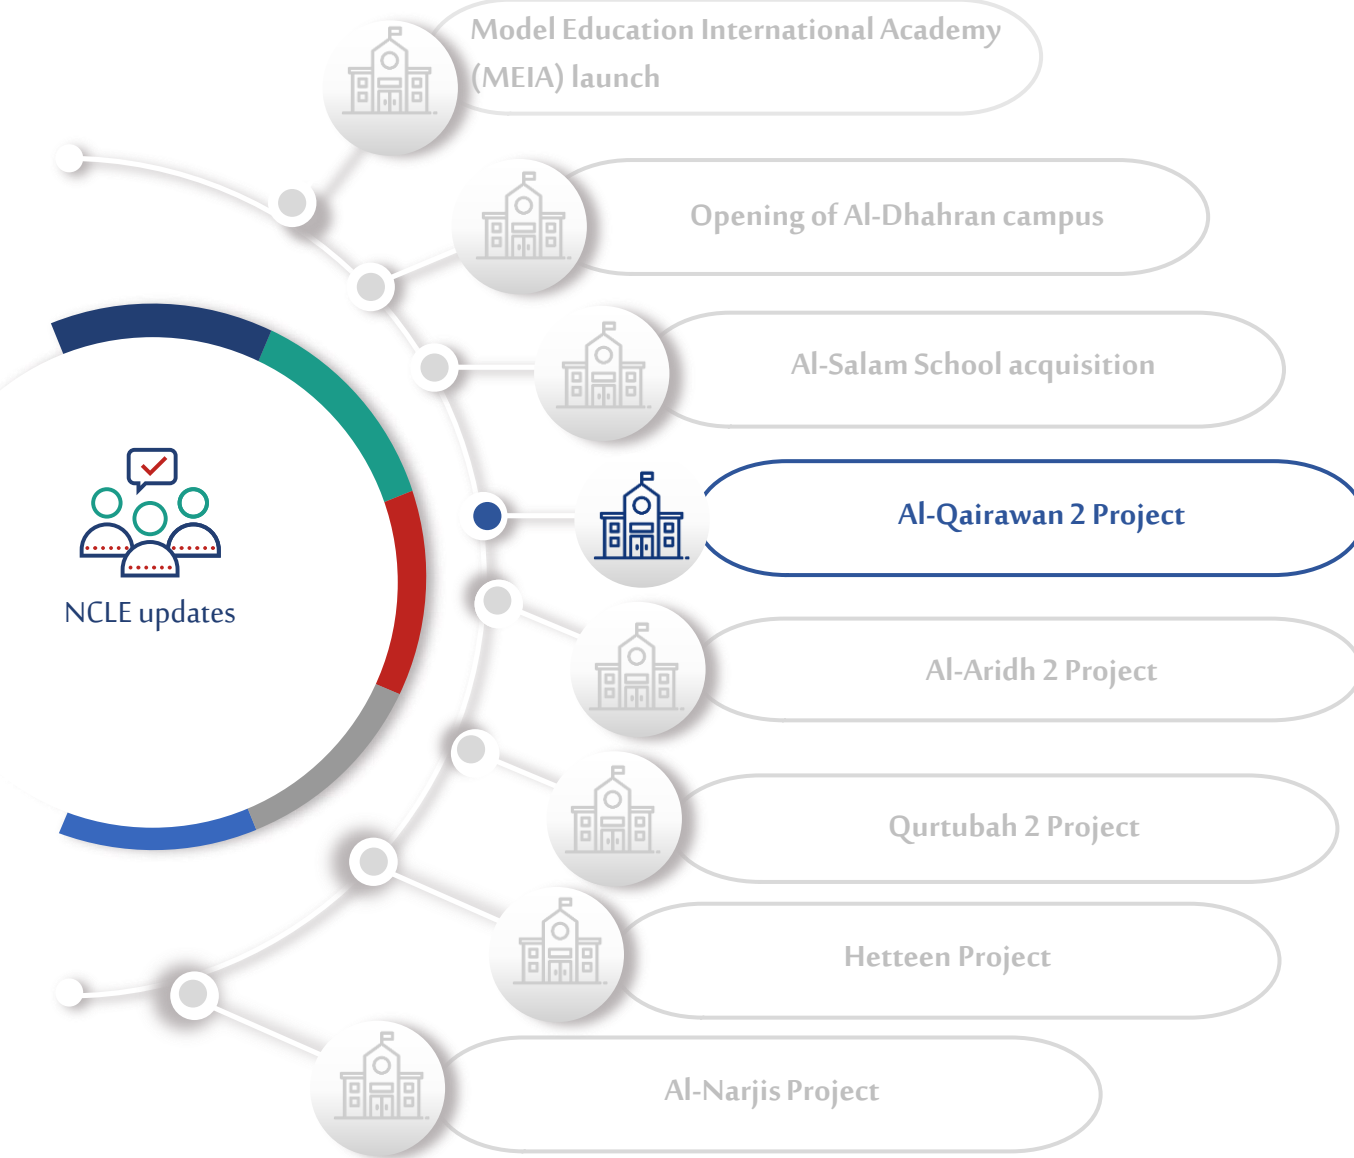 Model Education International Academy
(MEIA) launch
Opening of Al-Dhahran campus
Al-Salam School acquisition
Al-Qairawan 2 Project
NCLE updates
Al-Aridh 2 Project
Qurtubah 2 Project
Hetteen Project
Al-Narjis Project